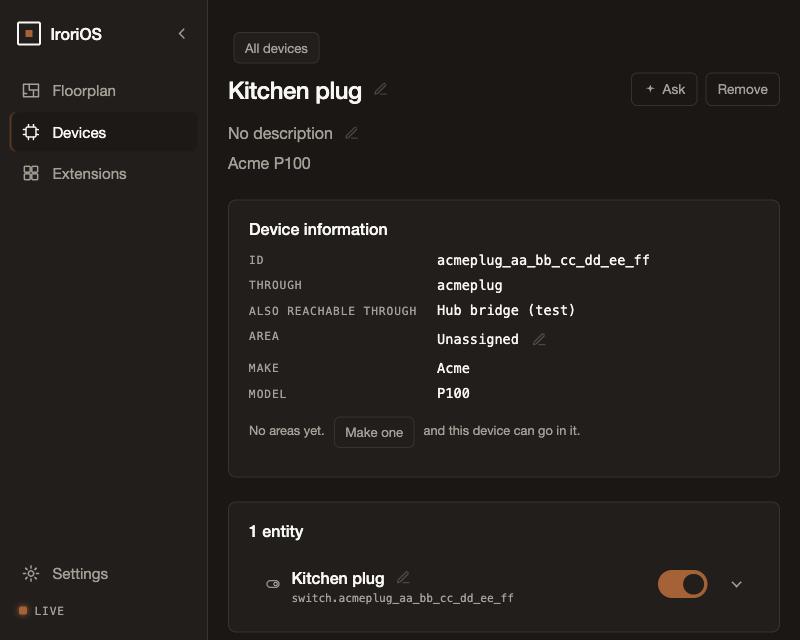 IroriOS
Floorplan
Devices
Extensions
Settings
LIVE
All devices
Kitchen plug
Ask
Remove
No description
Acme P100
Device information
ID acmeplug_aa_bb_cc_dd_ee_ff
THROUGH acmeplug
ALSO REACHABLE THROUGH Hub bridge (test)
AREA Unassigned
MAKE Acme
MODEL P100
No areas yet. Make one and this device can go in it.
1 entity
Kitchen plug
switch.acmeplug_aa_bb_cc_dd_ee_ff